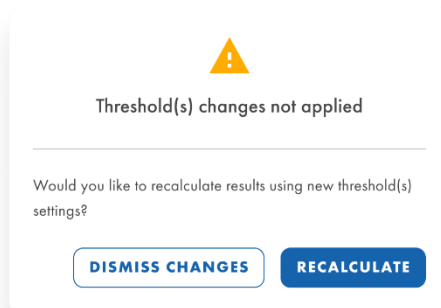 Threshold(s) changes not applied
Would you like to recalculate results using new threshold(s)
settings?
DISMISS CHANGES
RECALCULATE